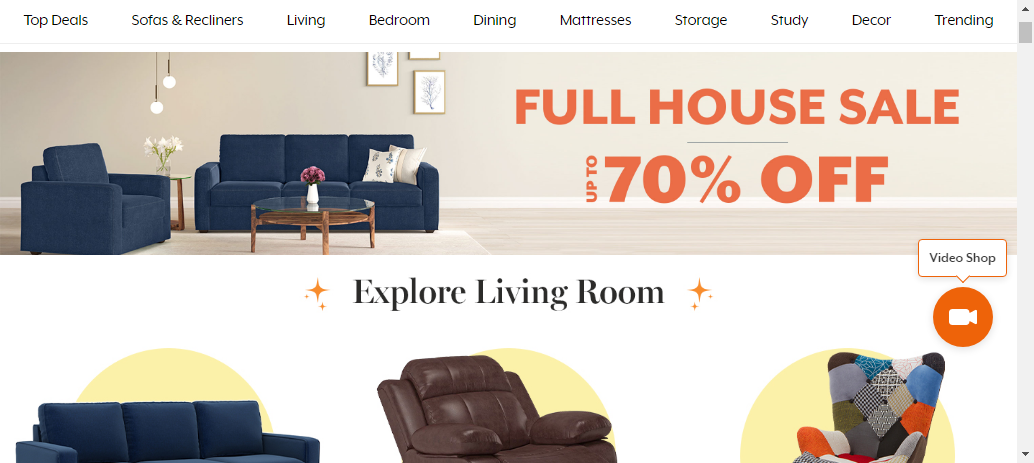 Top Deals Sofas & Recliners Living Bedroom Dining Mattresses Storage Study Decor Trending
FULL HOUSE SALE
UP TO 70% OFF
Video Shop
Explore Living Room